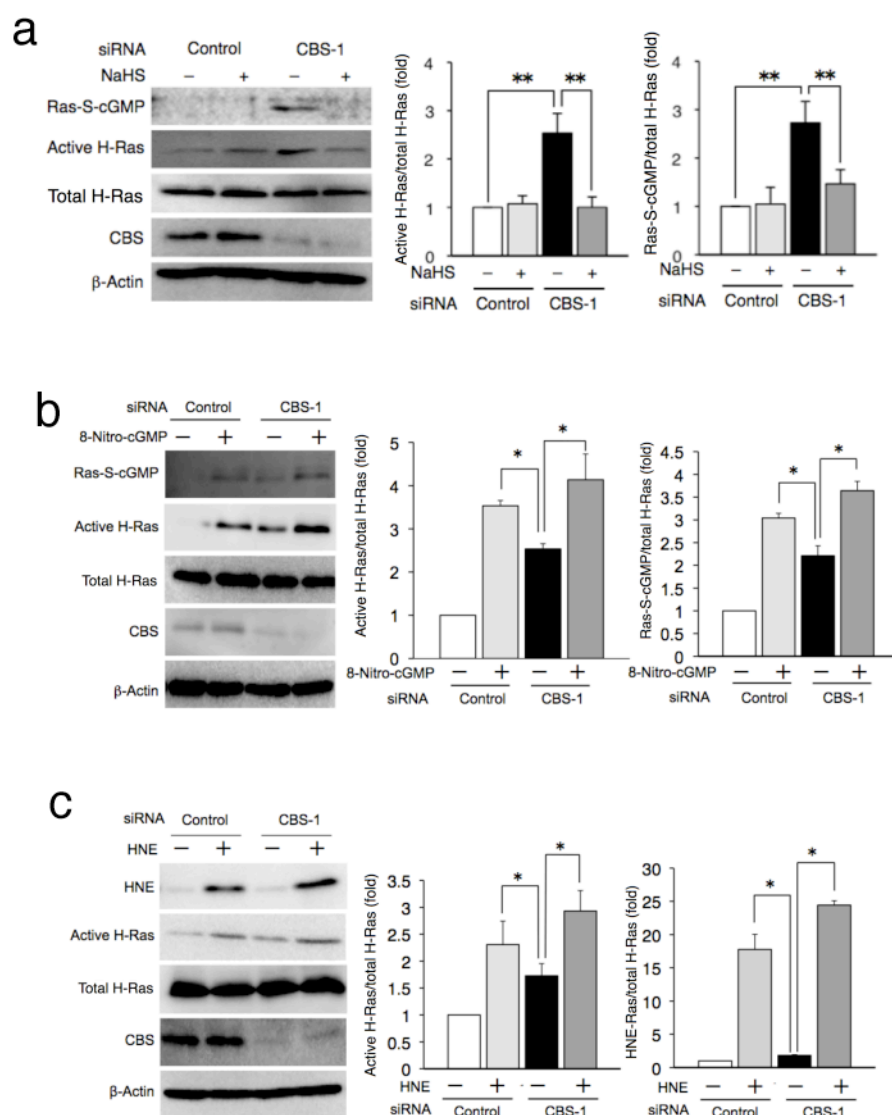 a
siRNA Control CBS-1
NaHS – + – +
Ras-S-cGMP
Active H-Ras
Total H-Ras
CBS
β-Actin
Active H-Ras/total H-Ras (fold)
4
3
2
1
0
** **
NaHS – + – +
siRNA Control CBS-1
Ras-S-cGMP/total H-Ras (fold)
4
3
2
1
0
** **
NaHS – + – +
siRNA Control CBS-1
b
siRNA Control CBS-1
8-Nitro-cGMP – + – +
Ras-S-cGMP
Active H-Ras
Total H-Ras
CBS
β-Actin
Active H-Ras/total H-Ras (fold)
5
4
3
2
1
0
* *
8-Nitro-cGMP – + – +
siRNA Control CBS-1
Ras-S-cGMP/total H-Ras (fold)
4.5
4
3.5
3
2.5
2
1.5
1
0.5
0
* *
8-Nitro-cGMP – + – +
siRNA Control CBS-1
c
siRNA Control CBS-1
HNE – + – +
HNE
Active H-Ras
Total H-Ras
CBS
β-Actin
Active H-Ras/total H-Ras (fold)
3.5
3
2.5
2
1.5
1
0.5
0
* *
HNE – + – +
siRNA Control CBS-1
HNE-Ras/total H-Ras (fold)
30
25
20
15
10
5
0
* *
HNE – + – +
siRNA Control CBS-1